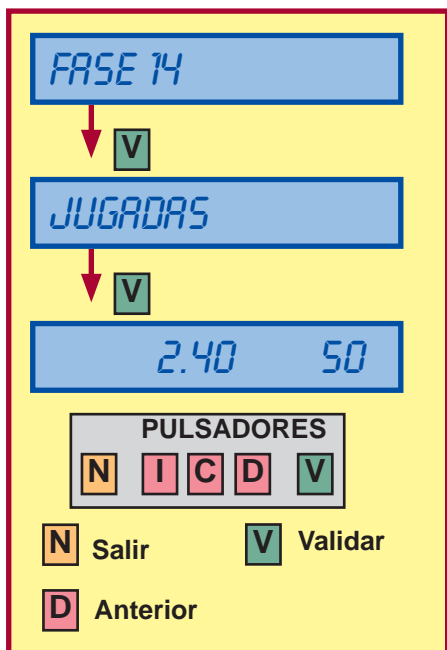 FASE 14
V
JUGADAS
V
2.40 50
PULSADORES
N I C D V
N Salir V Validar
D Anterior